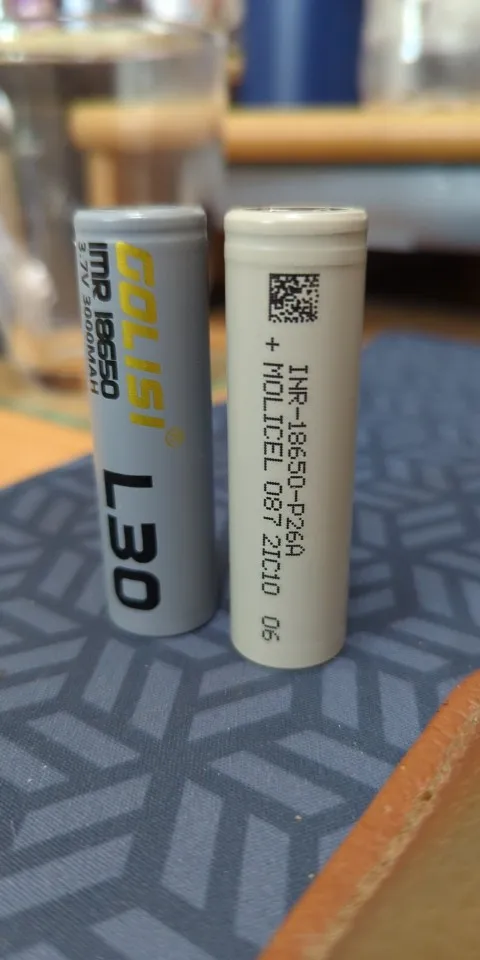 GOLISI
IMR 18650
3.7V 3000MAH
L30
INR-18650-P26A
+ MOLICEL 087 2IC10 06